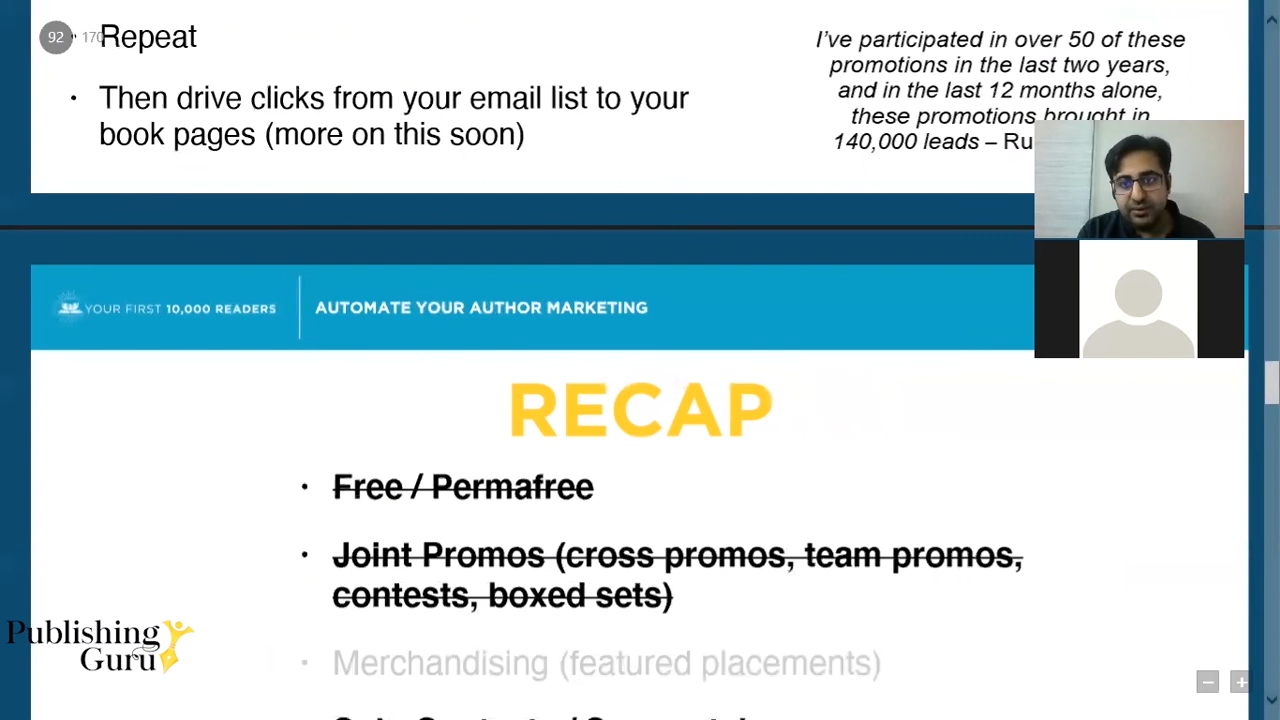 92
170
• Repeat
I've participated in over 50 of these
promotions in the last two years,
and in the last 12 months alone,
these promotions brought in
140,000 leads – Ru
• Then drive clicks from your email list to your
book pages (more on this soon)
YOUR FIRST 10,000 READERS
AUTOMATE YOUR AUTHOR MARKETING
RECAP
• Free / Permafree
• Joint Promos (cross promos, team promos,
contests, boxed sets)
• Merchandising (featured placements)
Publishing
Guru